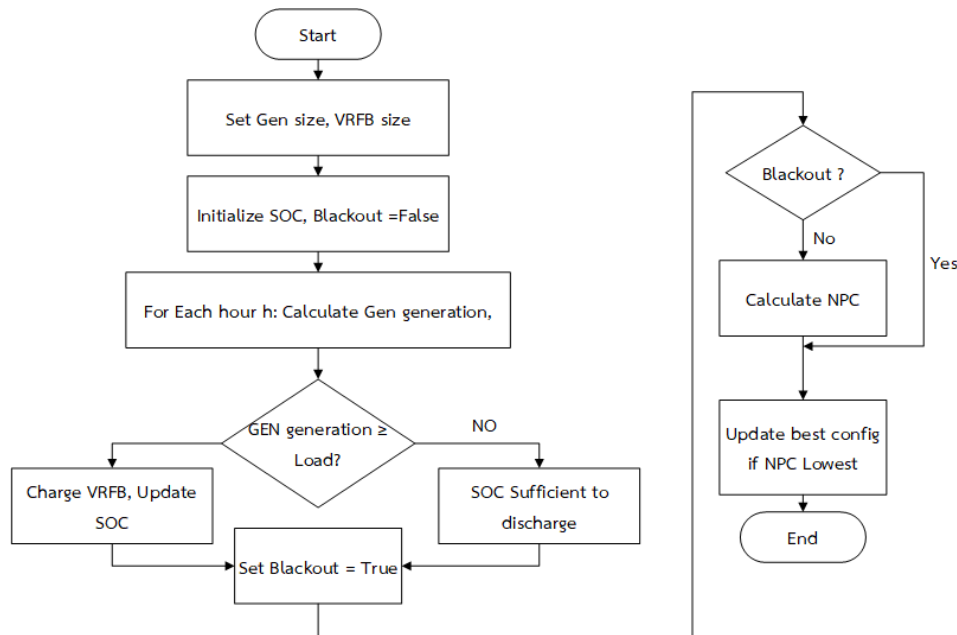 Start
Set Gen size, VRFB size
Initialize SOC, Blackout =False
For Each hour h: Calculate Gen generation,
GEN generation ≥
Load?
NO
Charge VRFB, Update
SOC
SOC Sufficient to
discharge
Set Blackout = True
Blackout ?
No
Yes
Calculate NPC
Update best config
if NPC Lowest
End